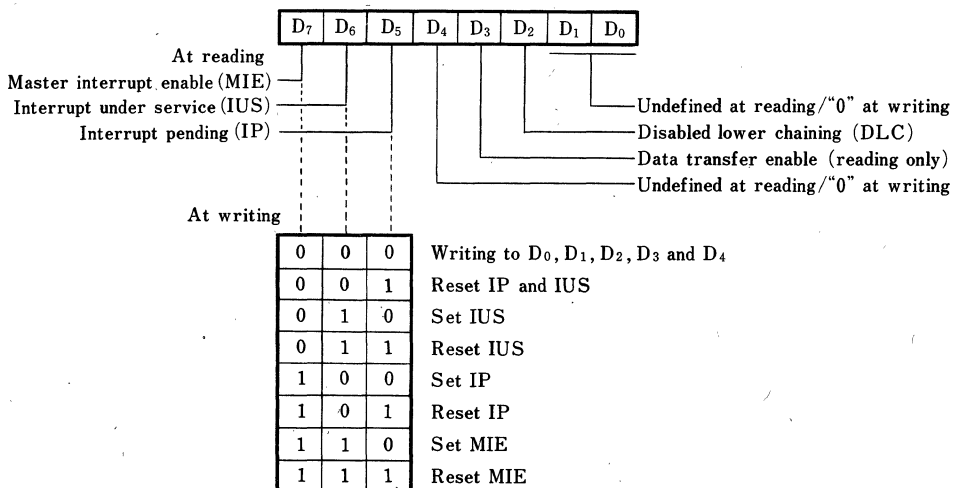 D7 D6 D5 D4 D3 D2 D1 D0
At reading
Master interrupt enable (MIE)
Interrupt under service (IUS)
Interrupt pending (IP)
Undefined at reading/“0” at writing
Disabled lower chaining (DLC)
Data transfer enable (reading only)
Undefined at reading/“0” at writing
At writing
0 0 0 Writing to D0, D1, D2, D3 and D4
0 0 1 Reset IP and IUS
0 1 0 Set IUS
0 1 1 Reset IUS
1 0 0 Set IP
1 0 1 Reset IP
1 1 0 Set MIE
1 1 1 Reset MIE